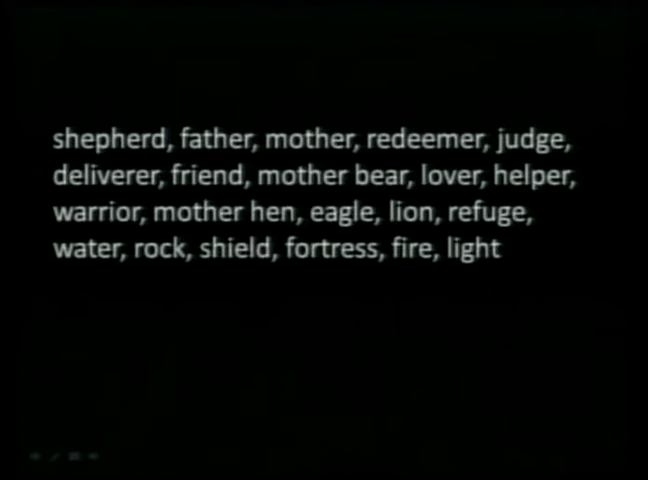 shepherd, father, mother, redeemer, judge,
deliverer, friend, mother bear, lover, helper,
warrior, mother hen, eagle, lion, refuge,
water, rock, shield, fortress, fire, light